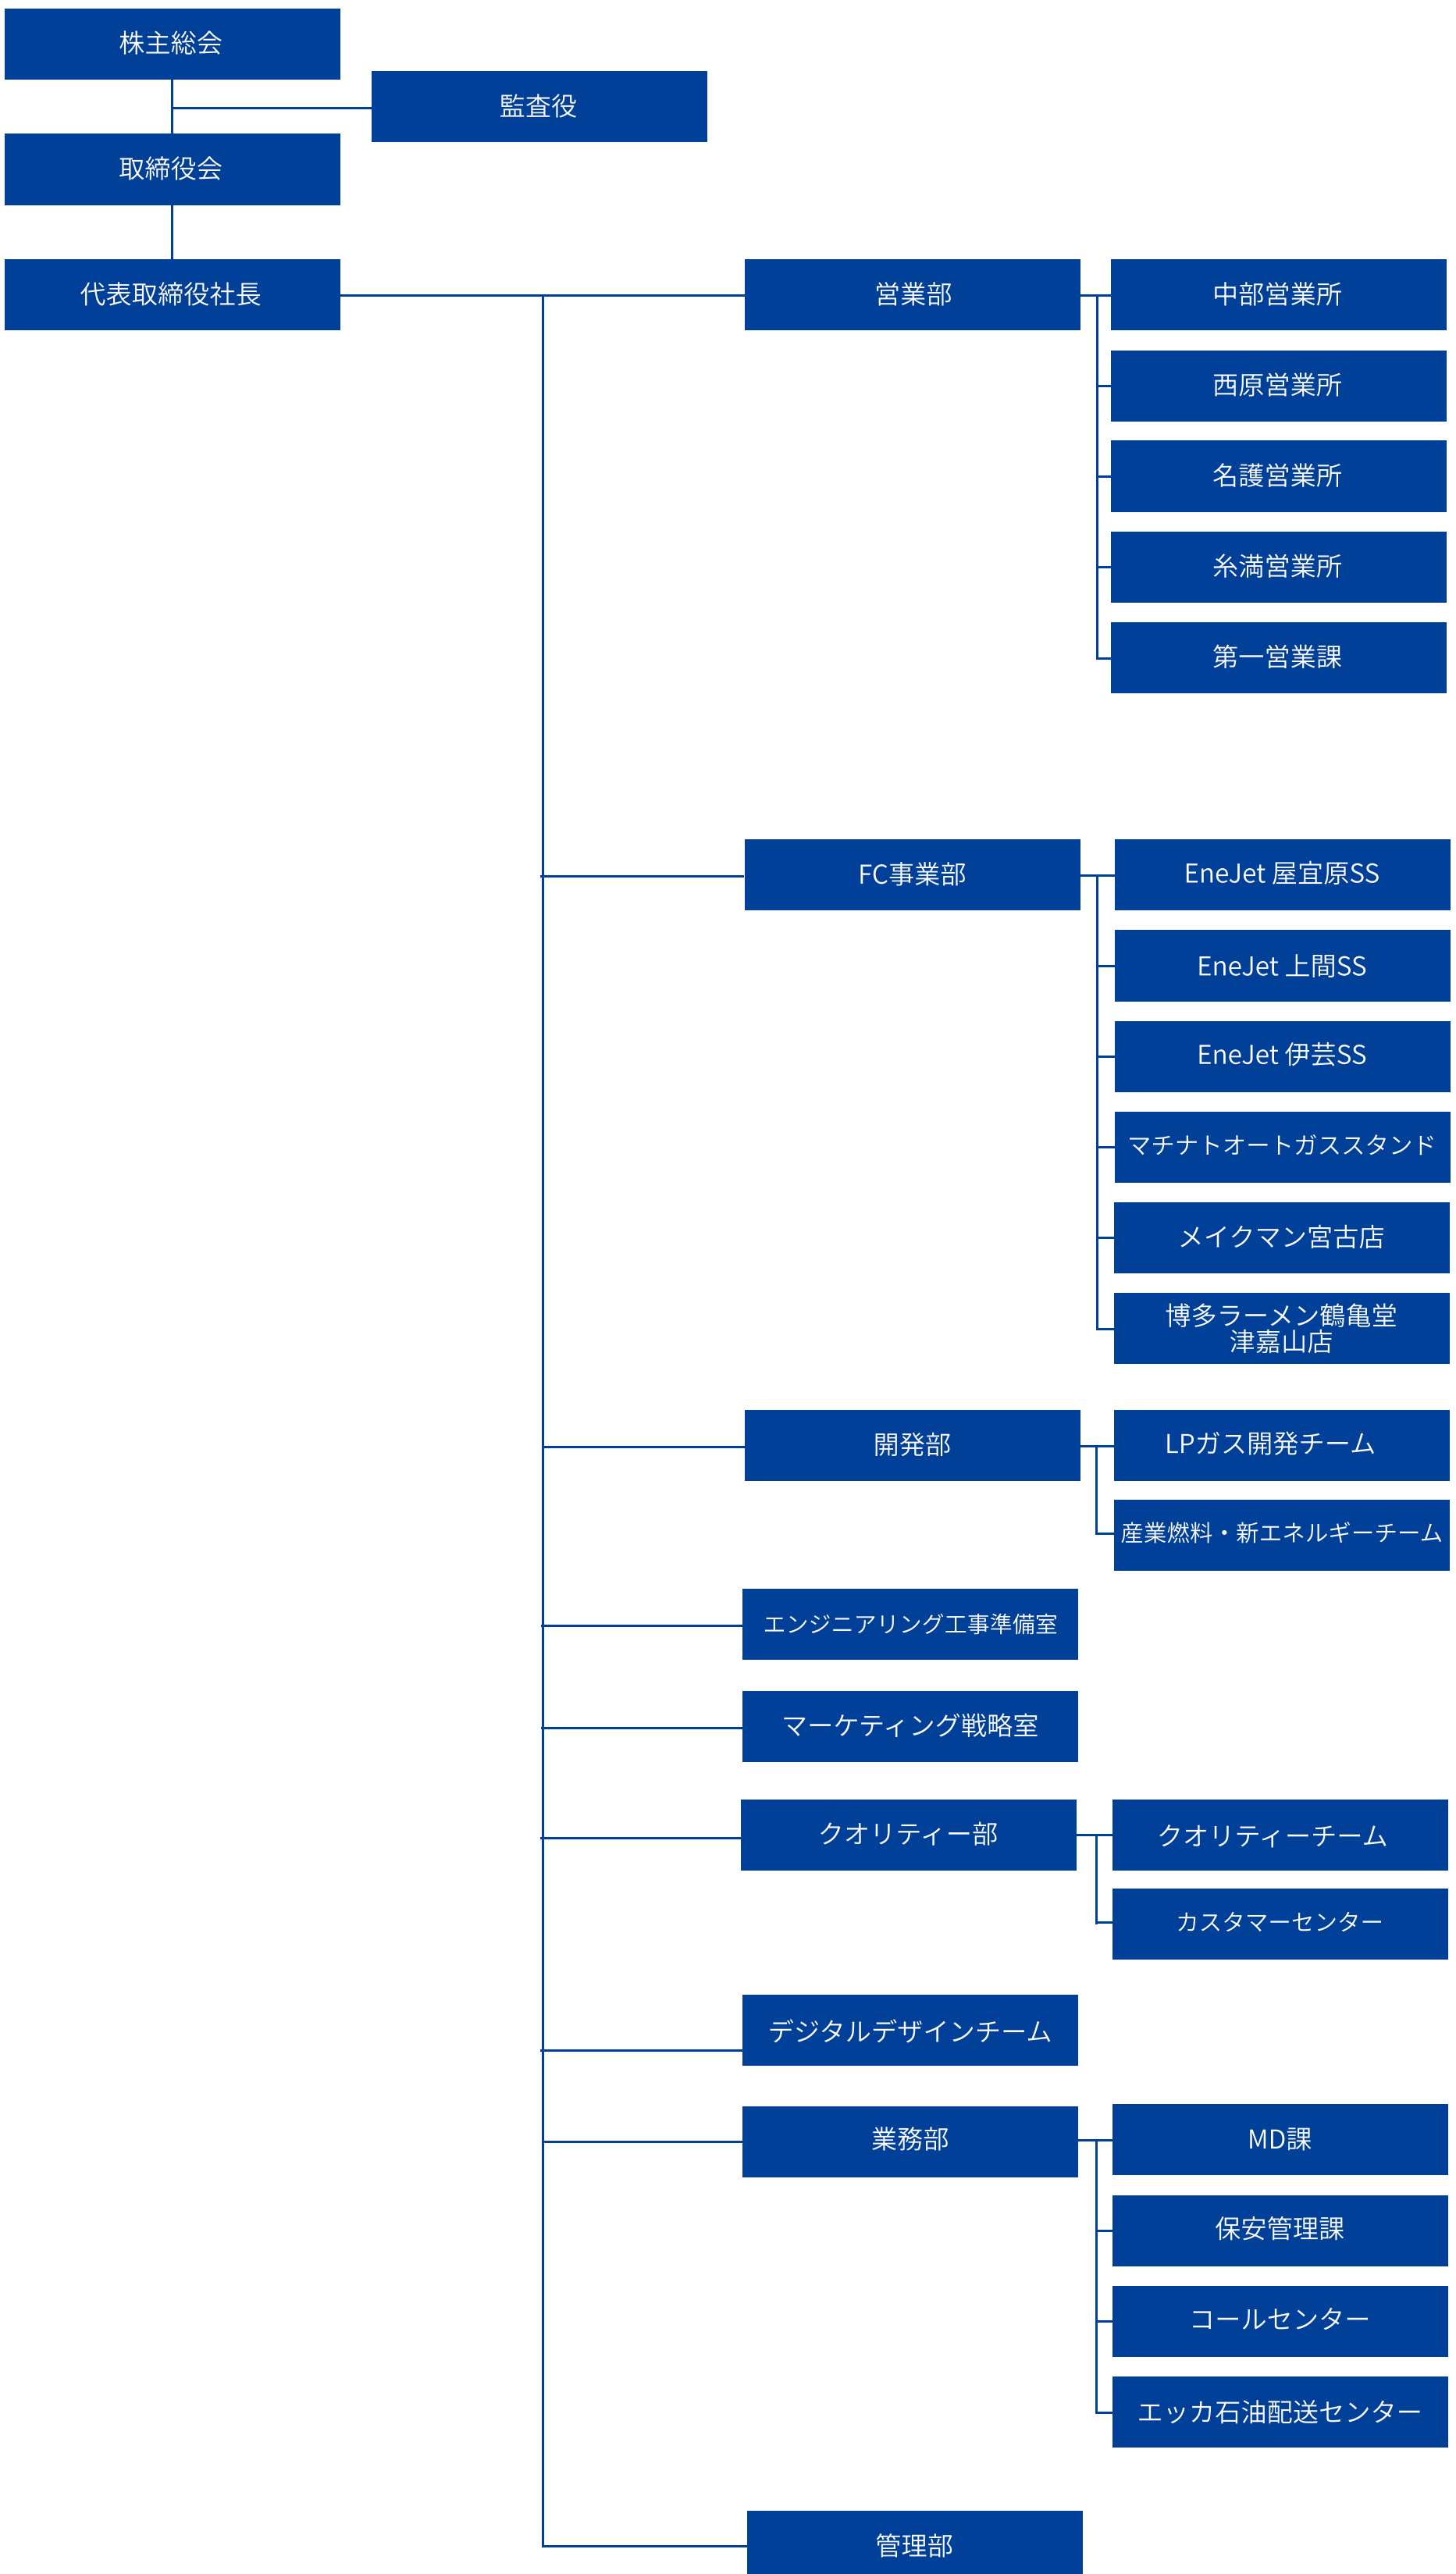 株主総会
監査役
取締役会
代表取締役社長
営業部
中部営業所
西原営業所
名護営業所
糸満営業所
第一営業課
FC事業部
EneJet 屋宜原SS
EneJet 上間SS
EneJet 伊芸SS
マチナトオートガススタンド
メイクマン宮古店
博多ラーメン鶴亀堂
津嘉山店
開発部
LPガス開発チーム
産業燃料・新エネルギーチーム
エンジニアリング工事準備室
マーケティング戦略室
クオリティー部
クオリティーチーム
カスタマーセンター
デジタルデザインチーム
業務部
MD課
保安管理課
コールセンター
エッカ石油配送センター
管理部